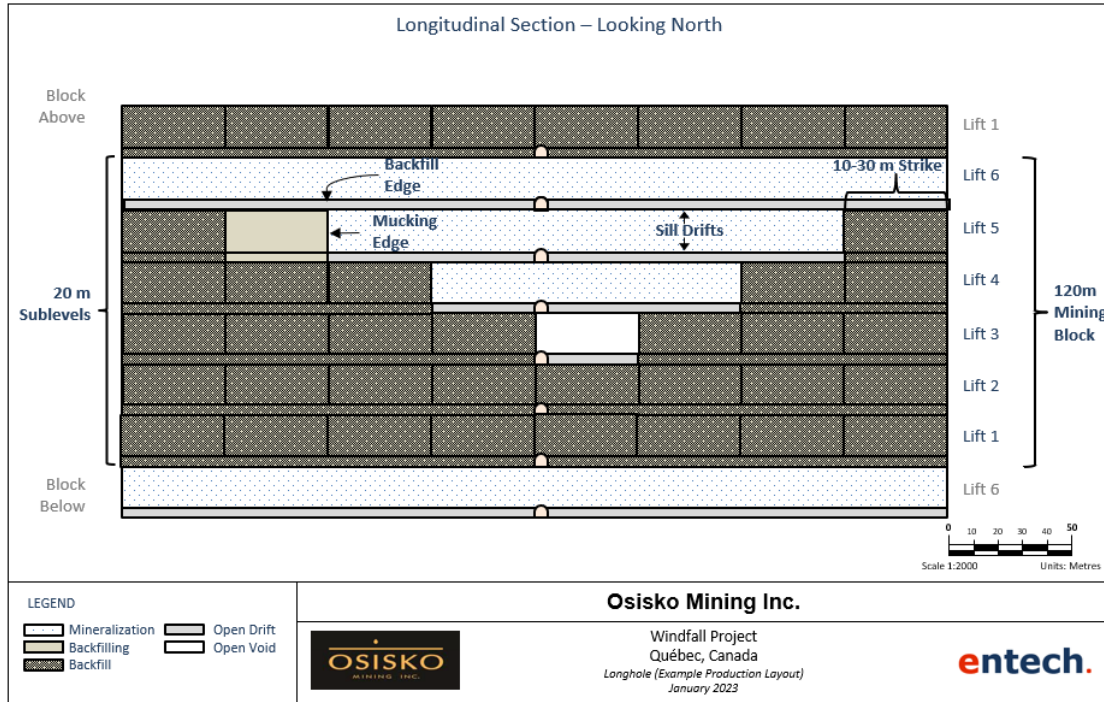 Longitudinal Section – Looking North
Block
Above
Lift 1
Backfill
Edge
10-30 m Strike
Lift 6
Mucking
Edge
Sill Drifts
Lift 5
20 m
Sublevels
Lift 4
120m
Mining
Block
Lift 3
Lift 2
Lift 1
Block
Below
Lift 6
0 10 20 30 40 50
Scale 1:2000 Units: Metres
LEGEND
Mineralization Open Drift
Backfilling Open Void
Backfill
Osisko Mining Inc.
OSISKO
MINING INC.
Windfall Project
Québec, Canada
Longhole (Example Production Layout)
January 2023
entech.